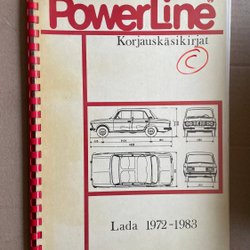 PowerLine
Korjauskäsikirjat
C
Lada 1972-1983